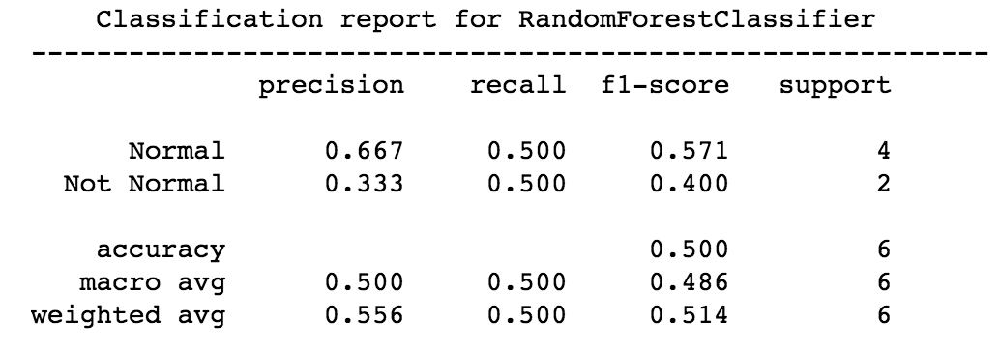 Classification report for RandomForestClassifier
------------------------------------------------------------
precision recall f1-score support
Normal 0.667 0.500 0.571 4
Not Normal 0.333 0.500 0.400 2
accuracy 0.500 6
macro avg 0.500 0.500 0.486 6
weighted avg 0.556 0.500 0.514 6